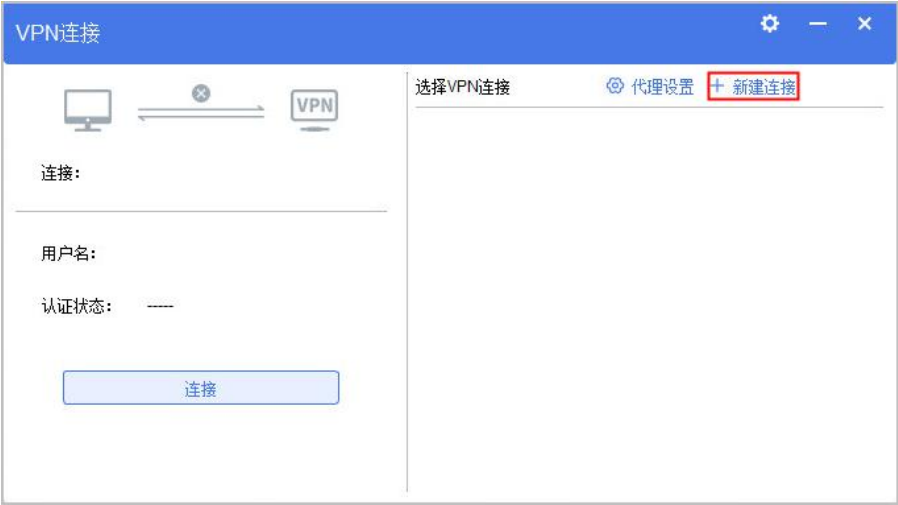 VPN连接
VPN
连接：
用户名：
认证状态： -----
连接
选择VPN连接 代理设置 + 新建连接